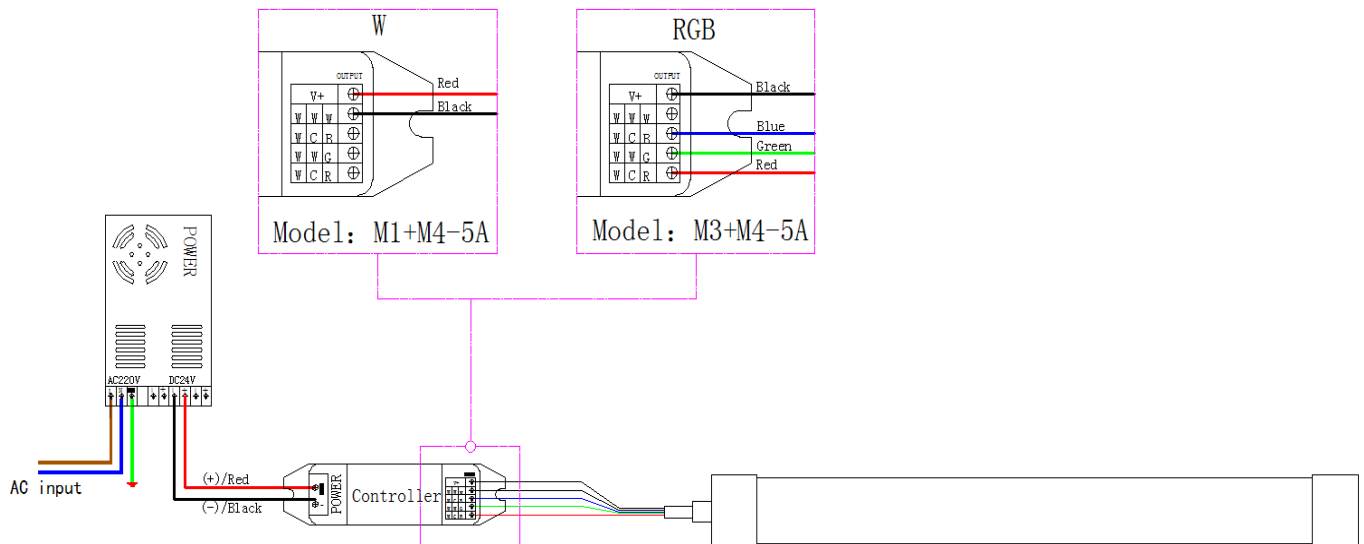 W
OUTPUT
V+
Red
W W W
Black
W C B
W W G
W C R
Model: M1+M4-5A
RGB
OUTPUT
V+
Black
W W W
W C B
Blue
W W G
Green
W C R
Red
Model: M3+M4-5A
POWER
AC220V
DC24V
AC input
(+)/Red
(-)/Black
POWER
Controller
V+